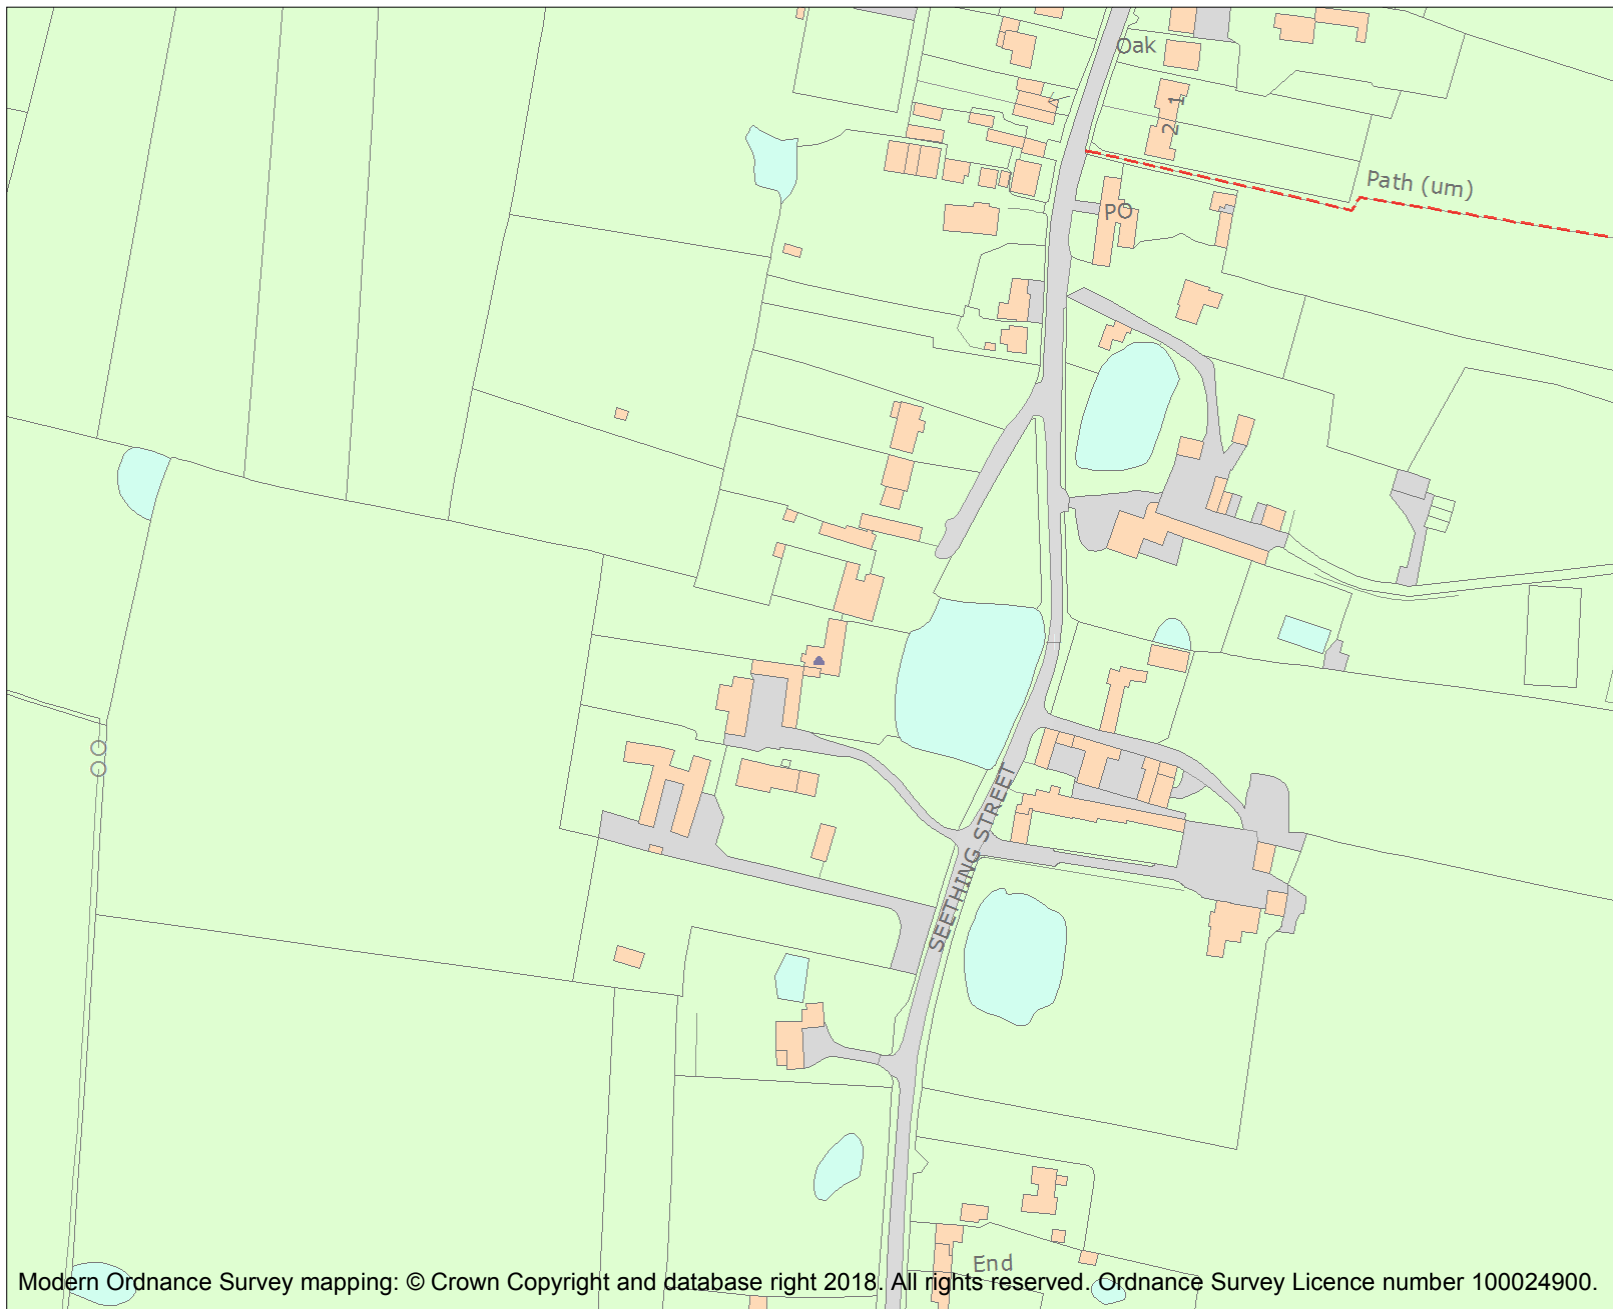 Oak
1
2
Path (um)
PO
SEETHING STREET
End
Modern Ordnance Survey mapping: © Crown Copyright and database right 2018. All rights reserved. Ordnance Survey Licence number 100024900.